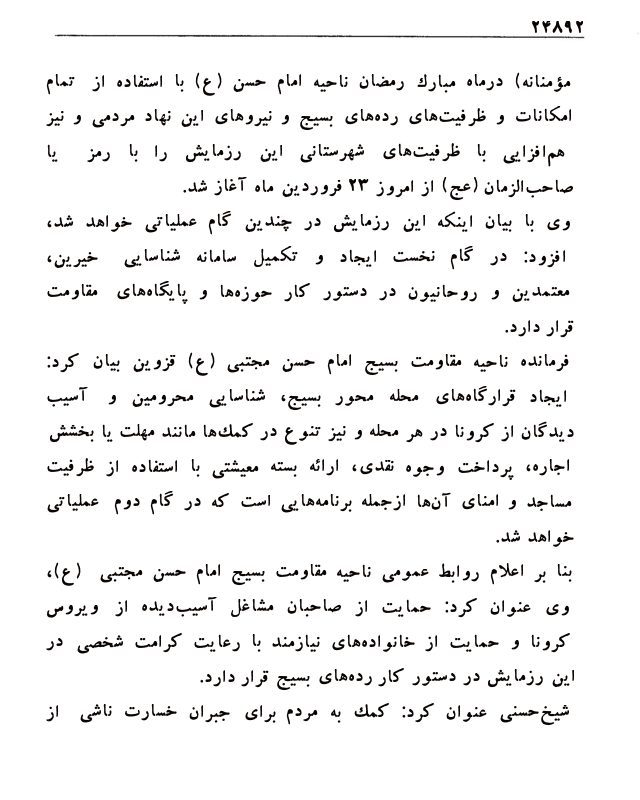 ۲۴۸۹۲
مؤمنانه) درماه مبارك رمضان ناحیه امام حسن (ع) با استفاده از تمام
امکانات و ظرفیت‌های رده‌های بسیج و نیروهای این نهاد مردمی و نیز
هم‌افزایی با ظرفیت‌های شهرستانی این رزمایش را با رمز یا
صاحب‌الزمان (عج) از امروز ۲۳ فروردین ماه آغاز شد.
وی با بیان اینکه این رزمایش در چندین گام عملیاتی خواهد شد،
افزود: در گام نخست ایجاد و تکمیل سامانه شناسایی خیرین،
معتمدین و روحانیون در دستور کار حوزه‌ها و پایگاه‌های مقاومت
قرار دارد.
فرمانده ناحیه مقاومت بسیج امام حسن مجتبی (ع) قزوین بیان کرد:
ایجاد قرارگاه‌های محله محور بسیج، شناسایی محرومین و آسیب
دیدگان از کرونا در هر محله و نیز تنوع در کمك‌ها مانند مهلت یا بخشش
اجاره، پرداخت وجوه نقدی، ارائه بسته معیشتی با استفاده از ظرفیت
مساجد و امنای آن‌ها ازجمله برنامه‌هایی است که در گام دوم عملیاتی
خواهد شد.
بنا بر اعلام روابط عمومی ناحیه مقاومت بسیج امام حسن مجتبی (ع)،
وی عنوان کرد: حمایت از صاحبان مشاغل آسیب‌دیده از ویروس
کرونا و حمایت از خانواده‌های نیازمند با رعایت کرامت شخصی در
این رزمایش در دستور کار رده‌های بسیج قرار دارد.
شیخ‌حسنی عنوان کرد: کمك به مردم برای جبران خسارت ناشی از